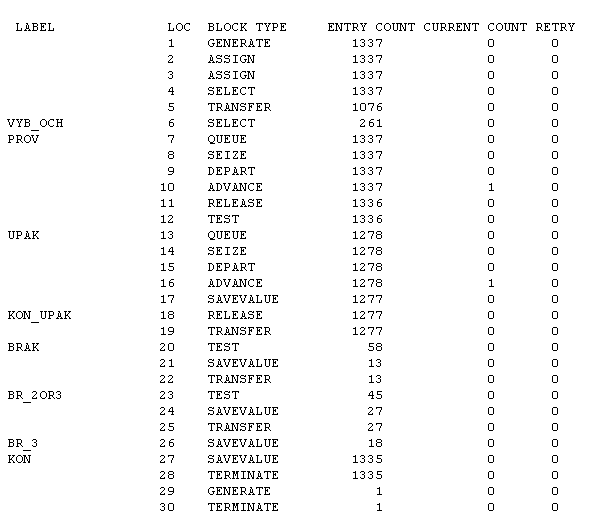 LABEL LOC BLOCK TYPE ENTRY COUNT CURRENT COUNT RETRY
1 GENERATE 1337 0 0
2 ASSIGN 1337 0 0
3 ASSIGN 1337 0 0
4 SELECT 1337 0 0
5 TRANSFER 1076 0 0
VYB_OCH 6 SELECT 261 0 0
PROV 7 QUEUE 1337 0 0
8 SEIZE 1337 0 0
9 DEPART 1337 0 0
10 ADVANCE 1337 1 0
11 RELEASE 1336 0 0
12 TEST 1336 0 0
UPAK 13 QUEUE 1278 0 0
14 SEIZE 1278 0 0
15 DEPART 1278 0 0
16 ADVANCE 1278 1 0
17 SAVEVALUE 1277 0 0
KON_UPAK 18 RELEASE 1277 0 0
19 TRANSFER 1277 0 0
BRAK 20 TEST 58 0 0
21 SAVEVALUE 13 0 0
22 TRANSFER 13 0 0
BR_2OR3 23 TEST 45 0 0
24 SAVEVALUE 27 0 0
25 TRANSFER 27 0 0
BR_3 26 SAVEVALUE 18 0 0
KON 27 SAVEVALUE 1335 0 0
28 TERMINATE 1335 0 0
29 GENERATE 1 0 0
30 TERMINATE 1 0 0